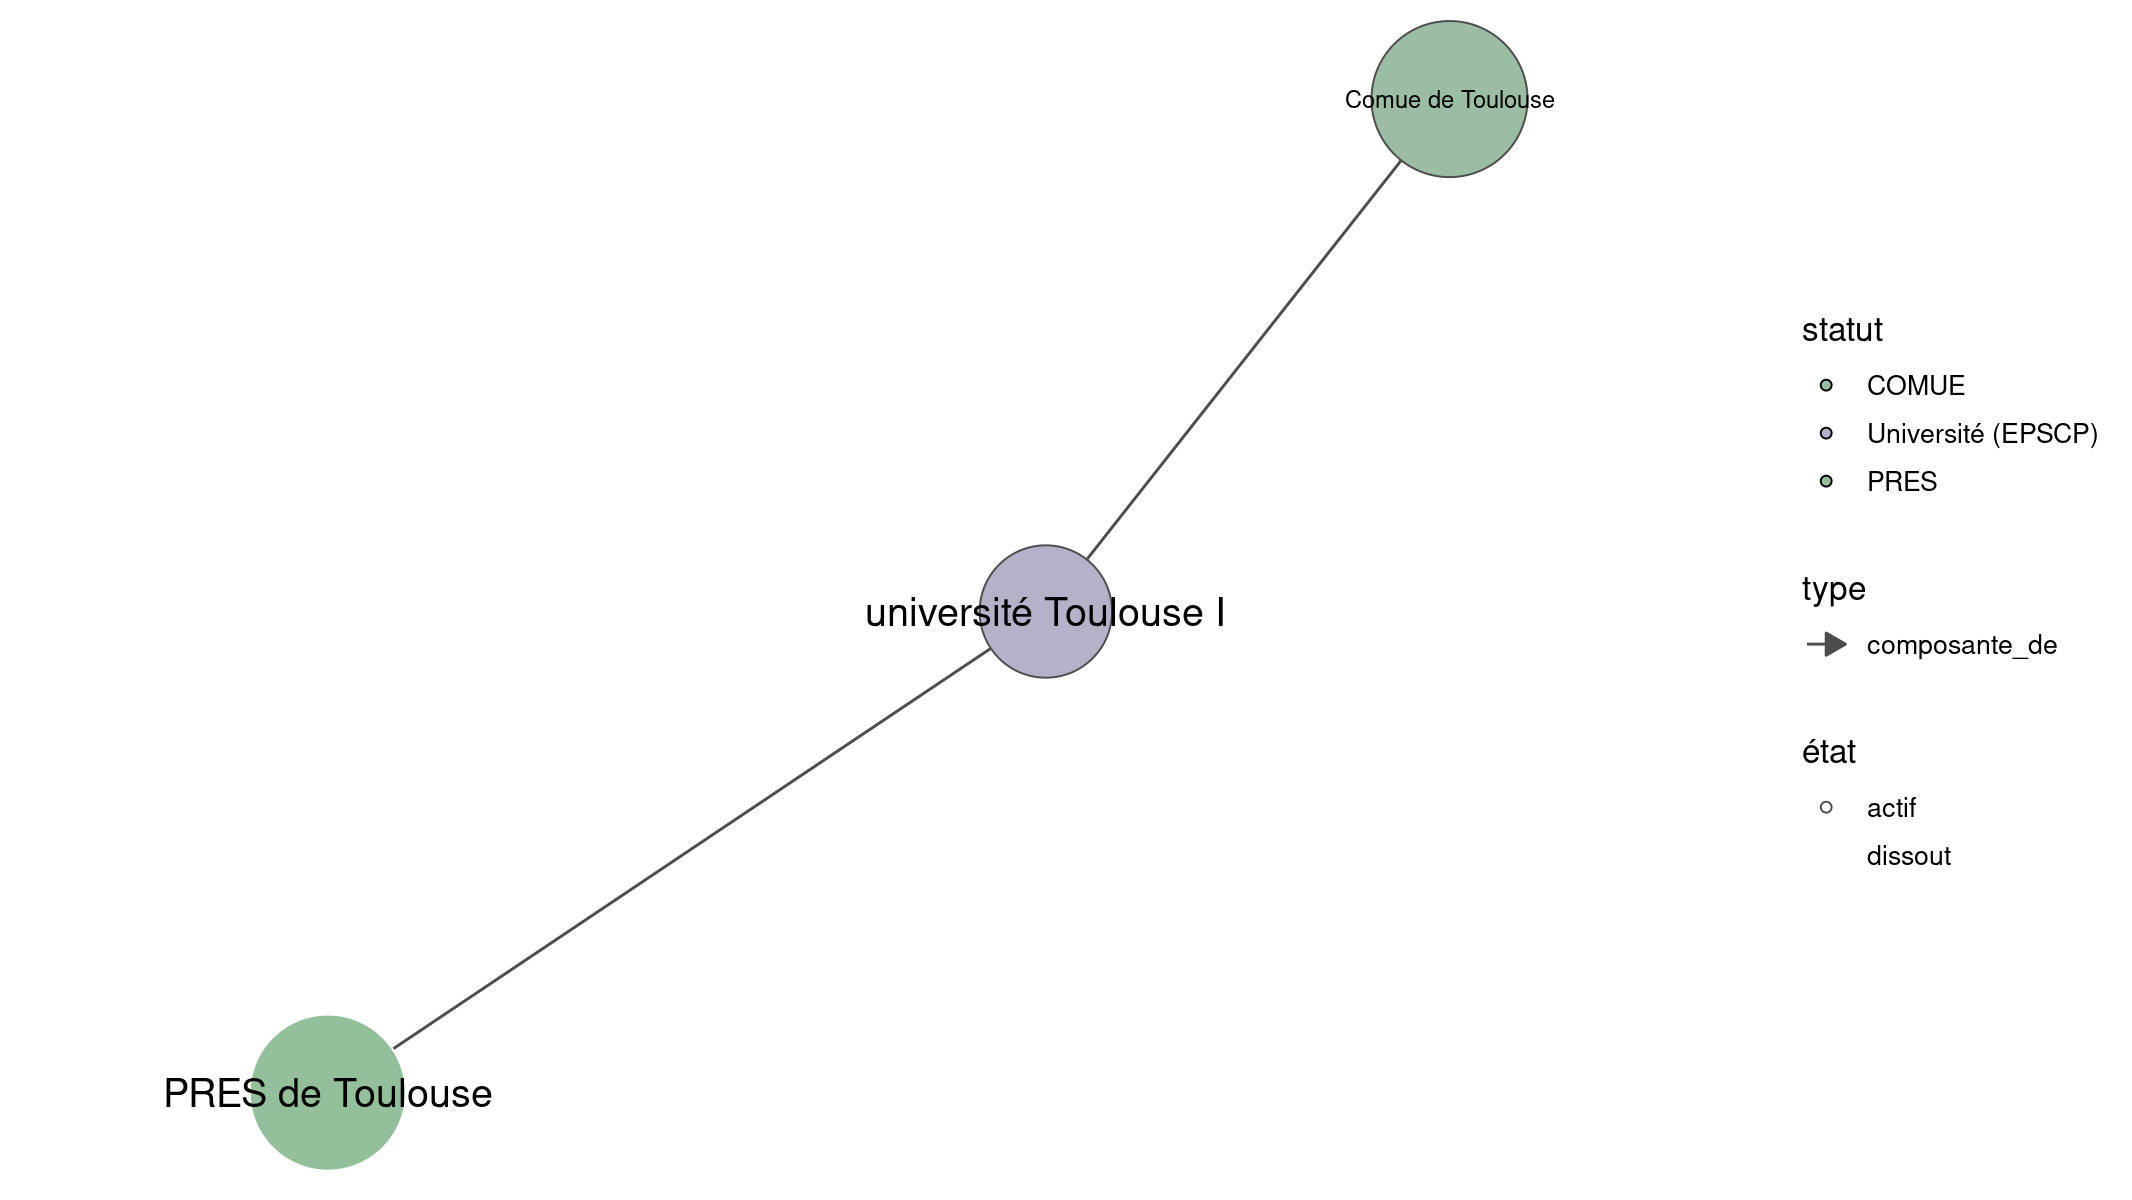 Comue de Toulouse
université Toulouse I
PRES de Toulouse
statut
COMUE
Université (EPSCP)
PRES
type
composante_de
état
actif
dissout